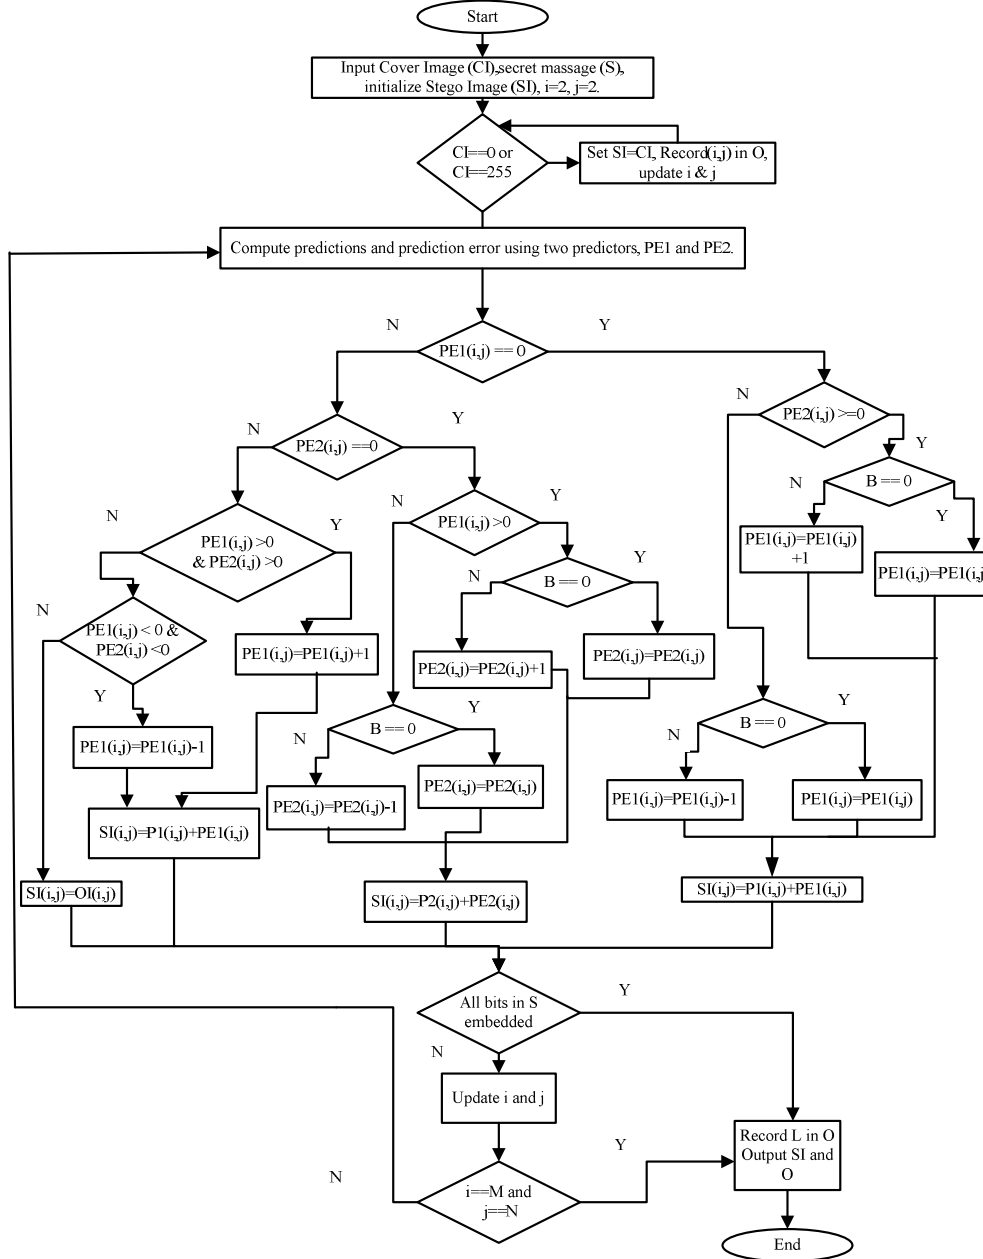 Start
Input Cover Image (CI),secret massage (S),
initialize Stego Image (SI), i=2, j=2.
CI==0 or
CI==255
Set SI=CI, Record(i,j) in O,
update i & j
Compute predictions and prediction error using two predictors, PE1 and PE2.
N
Y
PE1(i,j) == 0
N
PE2(i,j) >=0
Y
N
PE2(i,j) ==0
Y
N
B == 0
Y
N
Y
PE1(i,j) >0
& PE2(i,j) >0
N
Y
PE1(i,j) >0
PE1(i,j)=PE1(i,j)
+1
PE1(i,j)=PE1(i,j
N
Y
B == 0
N
PE1(i,j) < 0 &
PE2(i,j) <0
PE1(i,j)=PE1(i,j)+1
PE2(i,j)=PE2(i,j)+1
PE2(i,j)=PE2(i,j)
Y
PE1(i,j)=PE1(i,j)-1
N
B == 0
Y
N
B == 0
Y
PE2(i,j)=PE2(i,j)-1
PE2(i,j)=PE2(i,j)
PE1(i,j)=PE1(i,j)-1
PE1(i,j)=PE1(i,j)
SI(i,j)=P1(i,j)+PE1(i,j)
SI(i,j)=OI(i,j)
SI(i,j)=P2(i,j)+PE2(i,j)
SI(i,j)=P1(i,j)+PE1(i,j)
All bits in S
embedded
Y
N
Update i and j
Record L in O
Output SI and
O
Y
N
i==M and
j==N
End